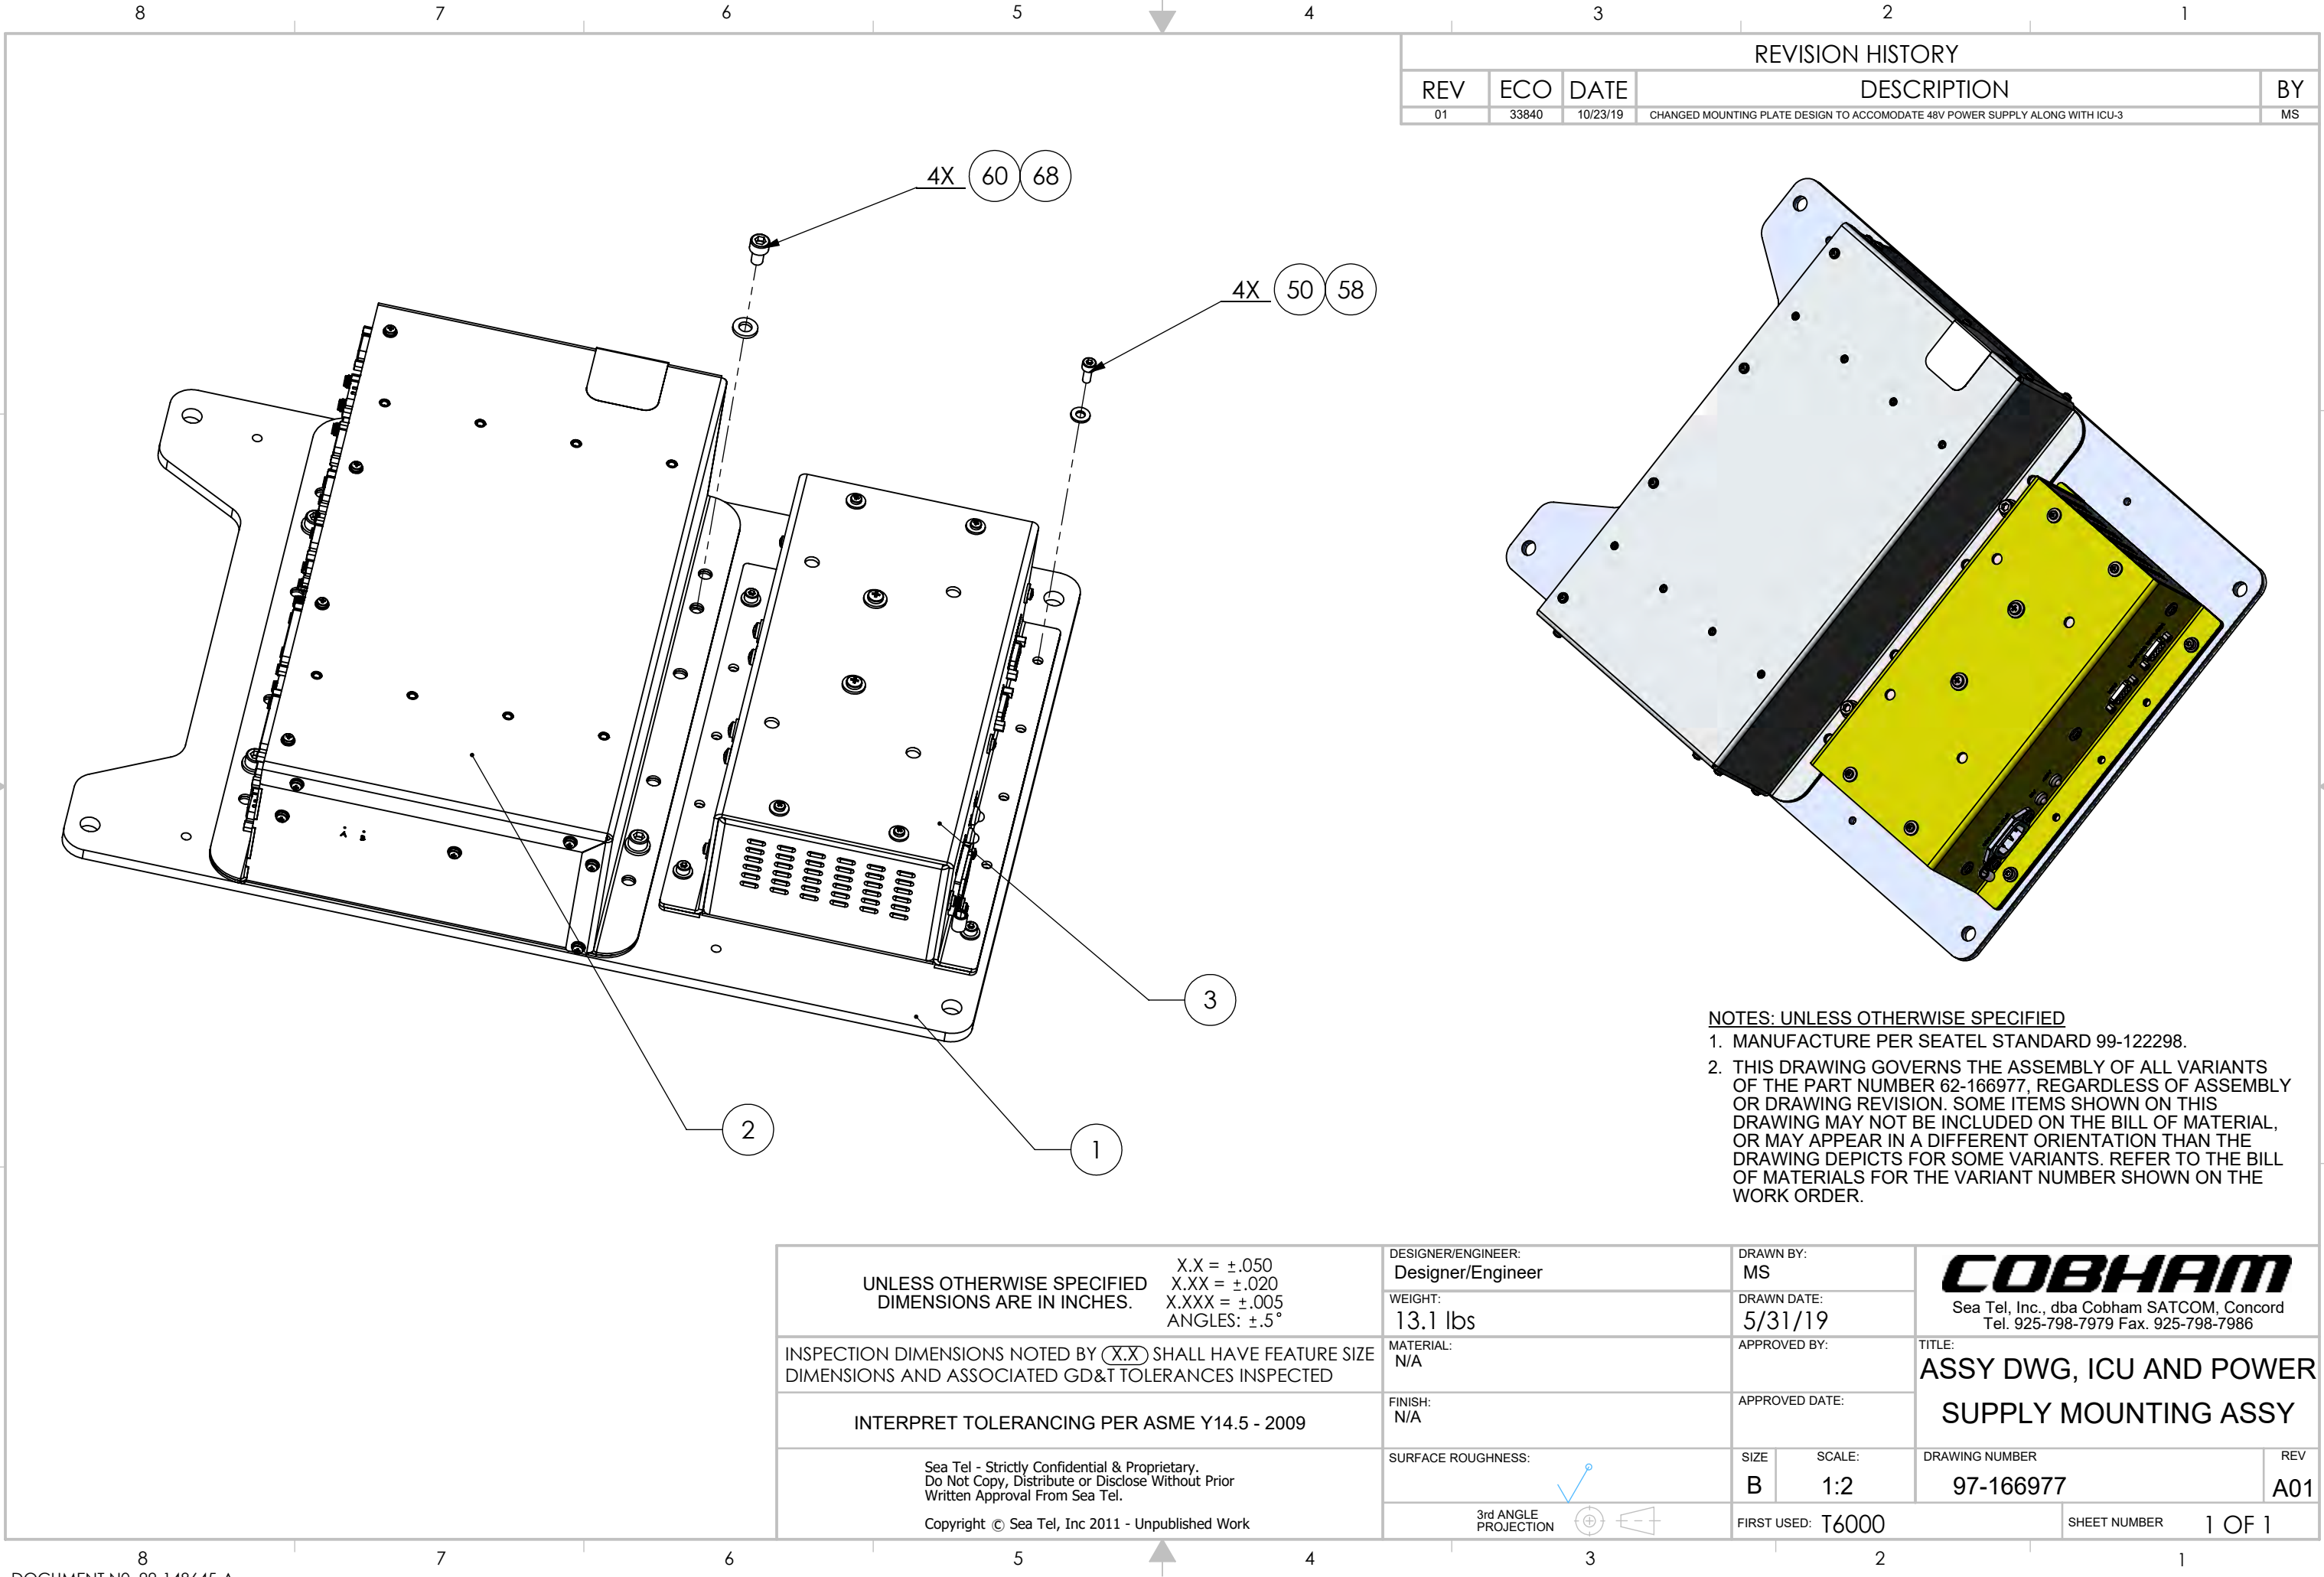 8 7 6 5 4 3 2 1
REVISION HISTORY
REV ECO DATE DESCRIPTION BY
01 33840 10/23/19 CHANGED MOUNTING PLATE DESIGN TO ACCOMODATE 48V POWER SUPPLY ALONG WITH ICU-3 MS
4X 60 68
4X 50 58
A B
3
2
1
NOTES: UNLESS OTHERWISE SPECIFIED
1. MANUFACTURE PER SEATEL STANDARD 99-122298.
2. THIS DRAWING GOVERNS THE ASSEMBLY OF ALL VARIANTS
OF THE PART NUMBER 62-166977, REGARDLESS OF ASSEMBLY
OR DRAWING REVISION. SOME ITEMS SHOWN ON THIS
DRAWING MAY NOT BE INCLUDED ON THE BILL OF MATERIAL,
OR MAY APPEAR IN A DIFFERENT ORIENTATION THAN THE
DRAWING DEPICTS FOR SOME VARIANTS. REFER TO THE BILL
OF MATERIALS FOR THE VARIANT NUMBER SHOWN ON THE
WORK ORDER.
UNLESS OTHERWISE SPECIFIED
DIMENSIONS ARE IN INCHES.
X.X = ±.050
X.XX = ±.020
X.XXX = ±.005
ANGLES: ±.5°
INSPECTION DIMENSIONS NOTED BY X.X SHALL HAVE FEATURE SIZE
DIMENSIONS AND ASSOCIATED GD&T TOLERANCES INSPECTED
INTERPRET TOLERANCING PER ASME Y14.5 - 2009
Sea Tel - Strictly Confidential & Proprietary.
Do Not Copy, Distribute or Disclose Without Prior
Written Approval From Sea Tel.
Copyright © Sea Tel, Inc 2011 - Unpublished Work
DESIGNER/ENGINEER:
Designer/Engineer
WEIGHT:
13.1 lbs
MATERIAL:
N/A
FINISH:
N/A
SURFACE ROUGHNESS:
3rd ANGLE
PROJECTION
DRAWN BY:
MS
DRAWN DATE:
5/31/19
APPROVED BY:
APPROVED DATE:
SIZE
B
SCALE:
1:2
FIRST USED: T6000
COBHAM
Sea Tel, Inc., dba Cobham SATCOM, Concord
Tel. 925-798-7979 Fax. 925-798-7986
TITLE:
ASSY DWG, ICU AND POWER
SUPPLY MOUNTING ASSY
DRAWING NUMBER
97-166977
REV
A01
SHEET NUMBER 1 OF 1
8 7 6 5 4 3 2 1